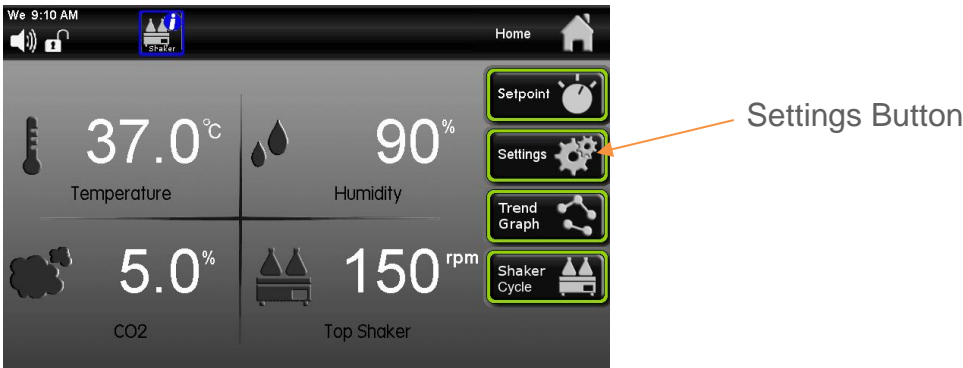 We 9:10 AM
i
Shaker
Home
Setpoint
Settings
Settings Button
37.0°C
Temperature
90%
Humidity
Trend
Graph
5.0%
CO2
150 rpm
Top Shaker
Shaker
Cycle